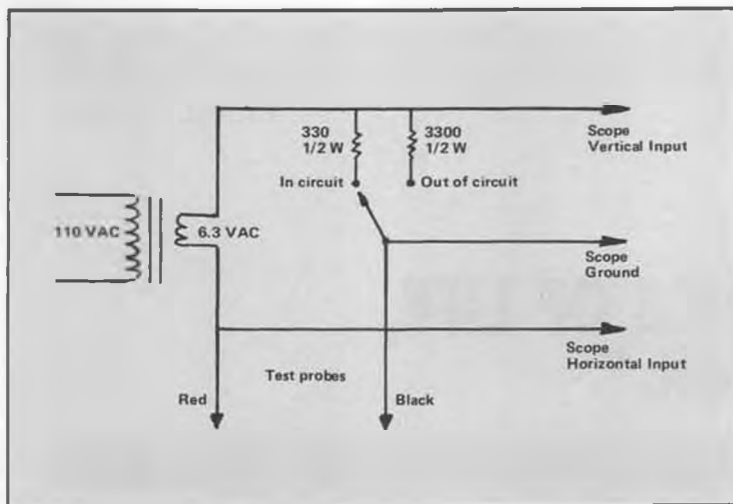 330
1/2 W
3300
1/2 W
Scope
Vertical Input
In circuit
Out of circuit
110 VAC
6.3 VAC
Scope
Ground
Scope
Horizontal Input
Test probes
Red
Black